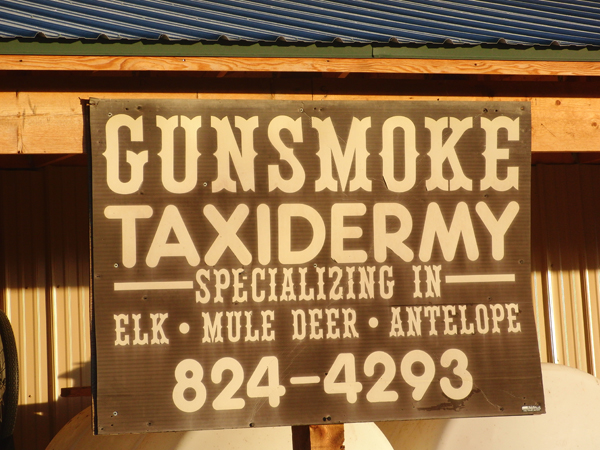 GUNSMOKE
TAXIDERMY
SPECIALIZING IN
ELK • MULE DEER • ANTELOPE
824-4293